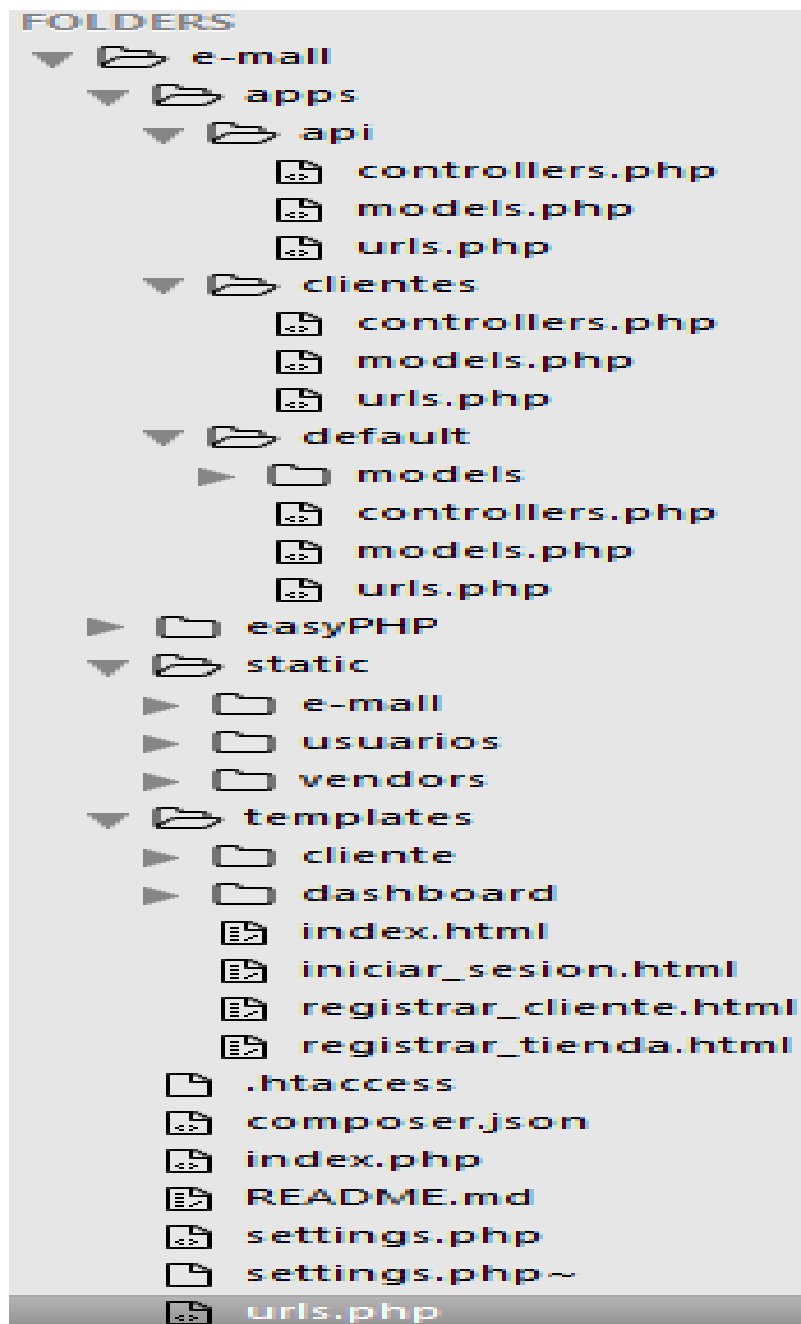 FOLDERS
e-mall
apps
api
controllers.php
models.php
urls.php
clientes
controllers.php
models.php
urls.php
default
models
controllers.php
models.php
urls.php
easyPHP
static
e-mall
usuarios
vendors
templates
cliente
dashboard
index.html
iniciar_sesion.html
registrar_cliente.html
registrar_tienda.html
.htaccess
composer.json
index.php
README.md
settings.php
settings.php~
urls.php